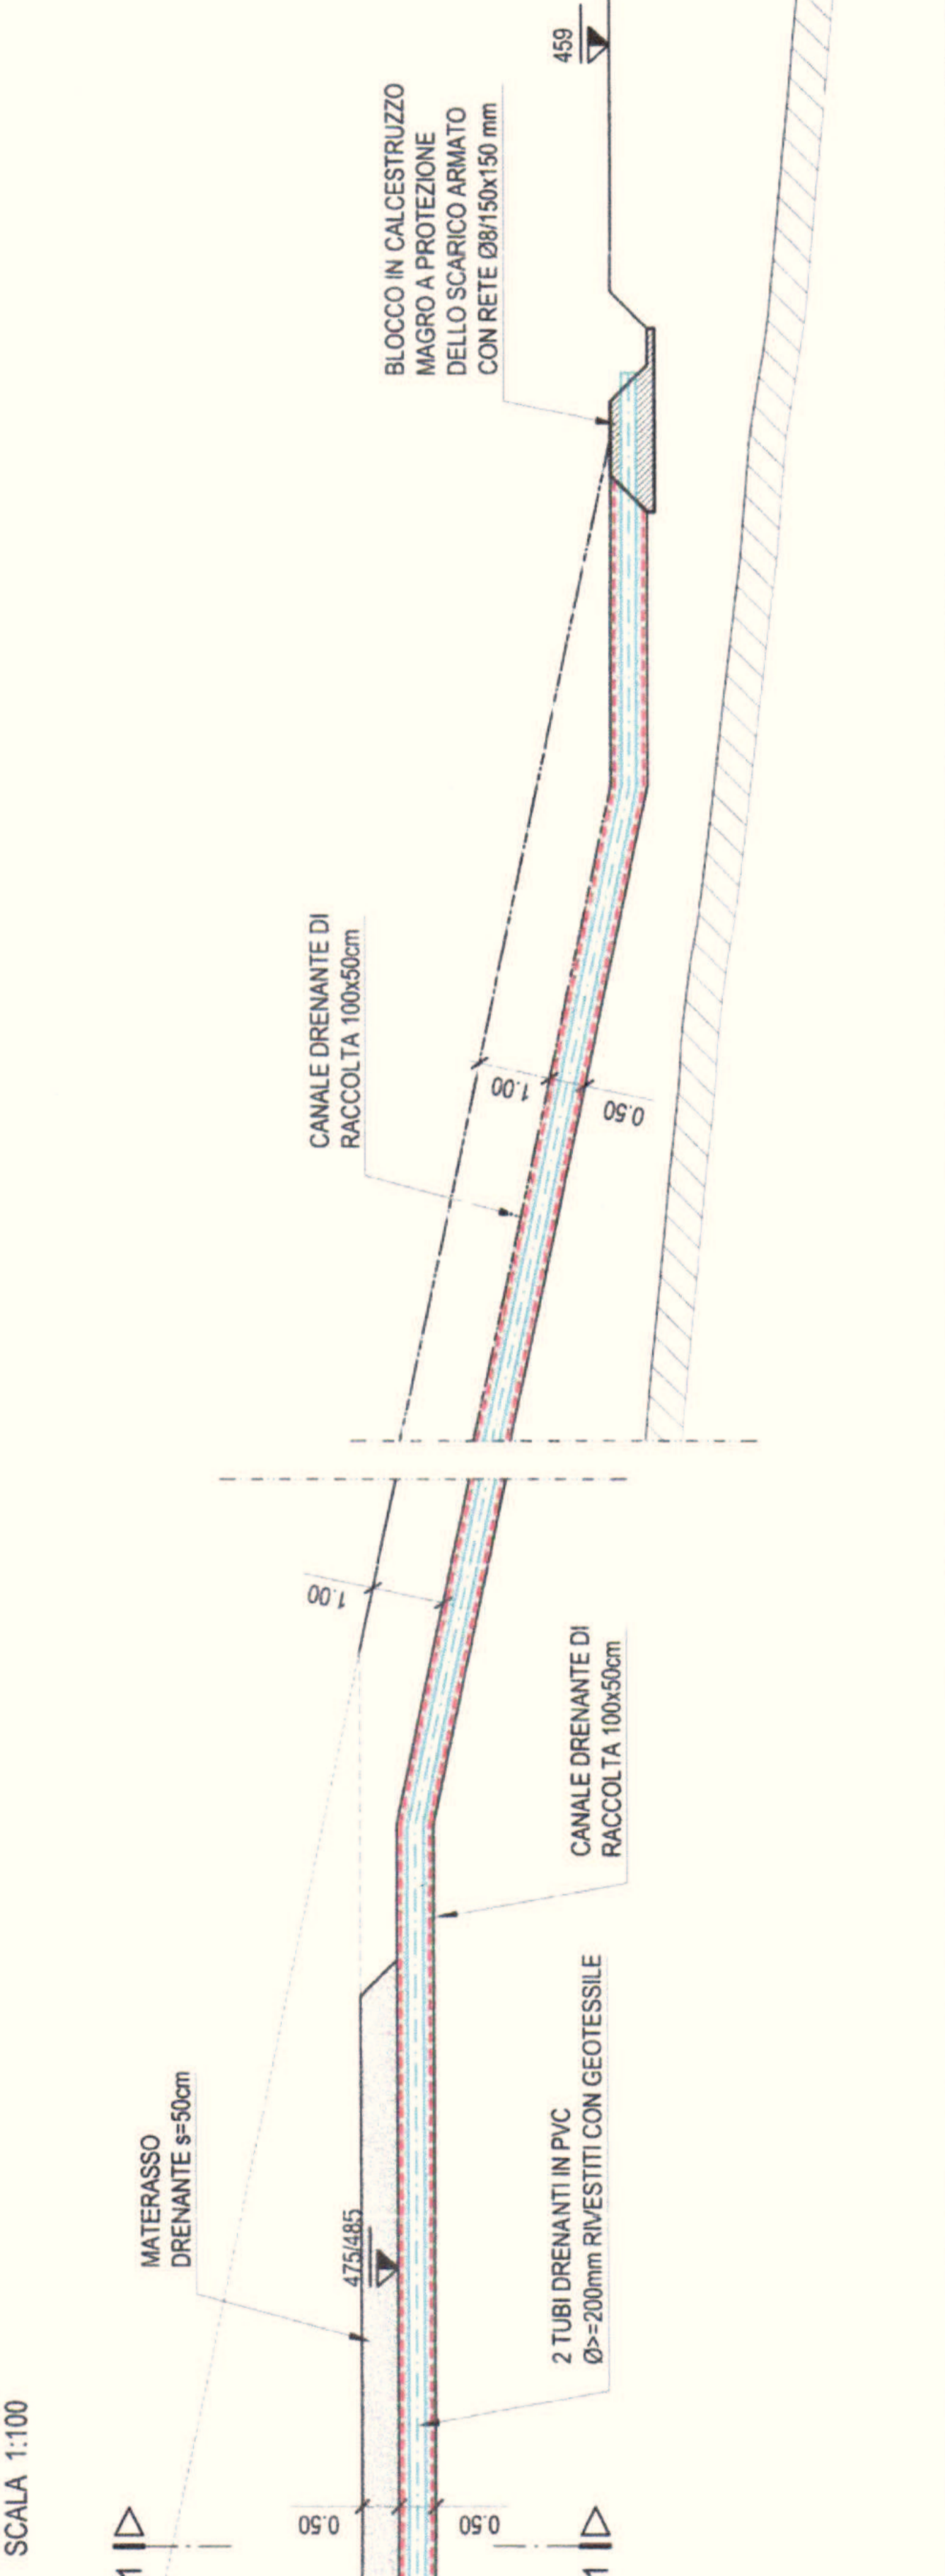 SCALA 1:100
MATERASSO
DRENANTE s=50cm
475/485
0.50
0.50
1
1
2 TUBI DRENANTI IN PVC
Ø>=200mm RIVESTITI CON GEOTESSILE
CANALE DRENANTE DI
RACCOLTA 100x50cm
1.00
CANALE DRENANTE DI
RACCOLTA 100x50cm
1.00
0.50
BLOCCO IN CALCESTRUZZO
MAGRO A PROTEZIONE
DELLO SCARICO ARMATO
CON RETE Ø8/150x150 mm
459